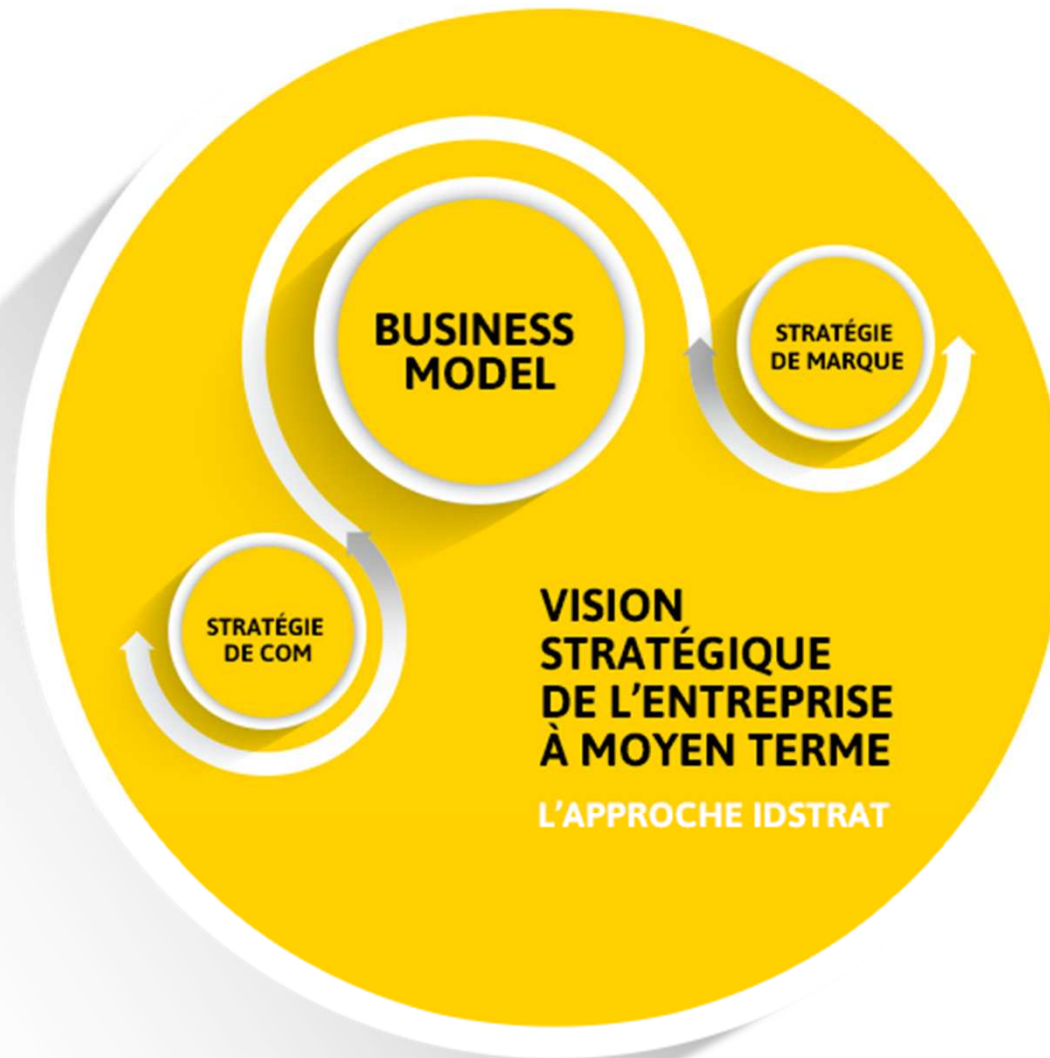 BUSINESS
MODEL
STRATÉGIE
DE MARQUE
STRATÉGIE
DE COM
VISION
STRATÉGIQUE
DE L'ENTREPRISE
À MOYEN TERME
L'APPROCHE IDSTRAT